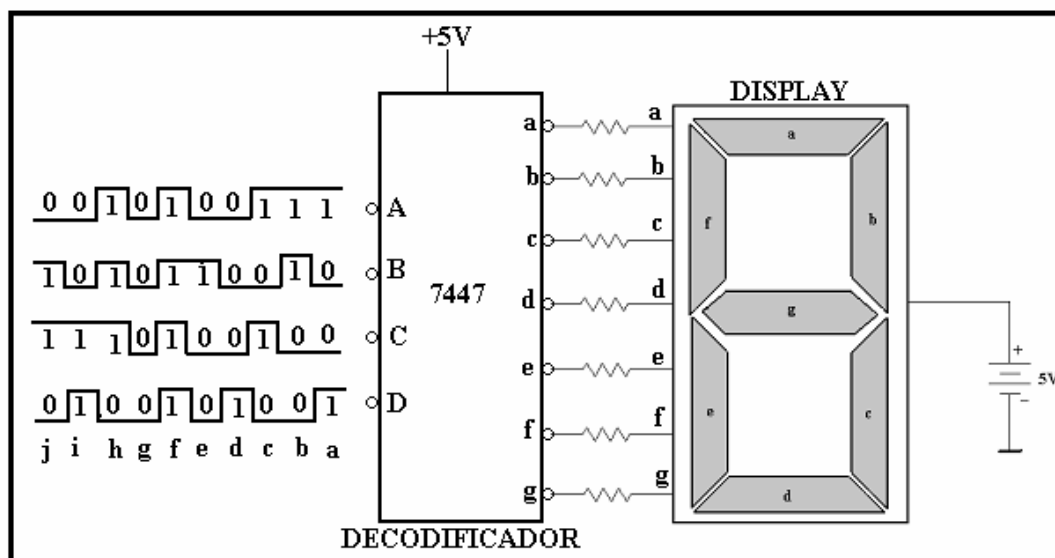 +5V
DISPLAY
0 0 1 0 1 0 0 1 1 1
A
1 0 1 0 1 i 0 0 1 0
B
1 1 1 0 1 0 0 1 0 0
C
0 1 0 0 1 0 1 0 0 1
D
j i h g f e d c b a
7447
a
b
c
d
e
f
g
DECODIFICADOR
a
b
c
d
e
f
g
a
f
b
g
e
c
d
+
5V
-